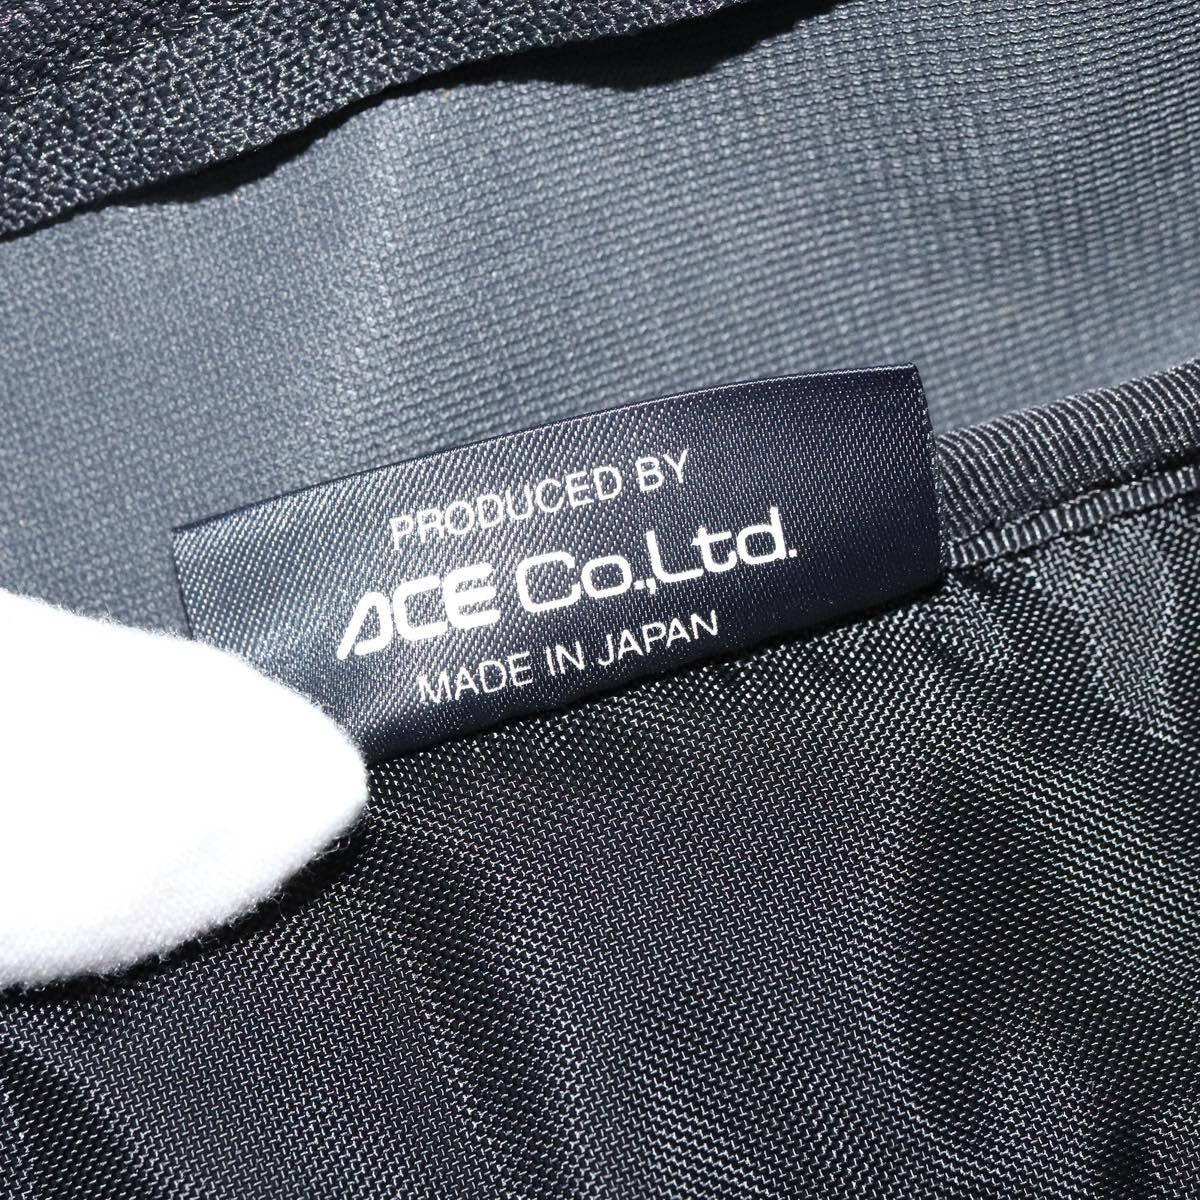 PRODUCED BY
ACE Co.,Ltd.
MADE IN JAPAN